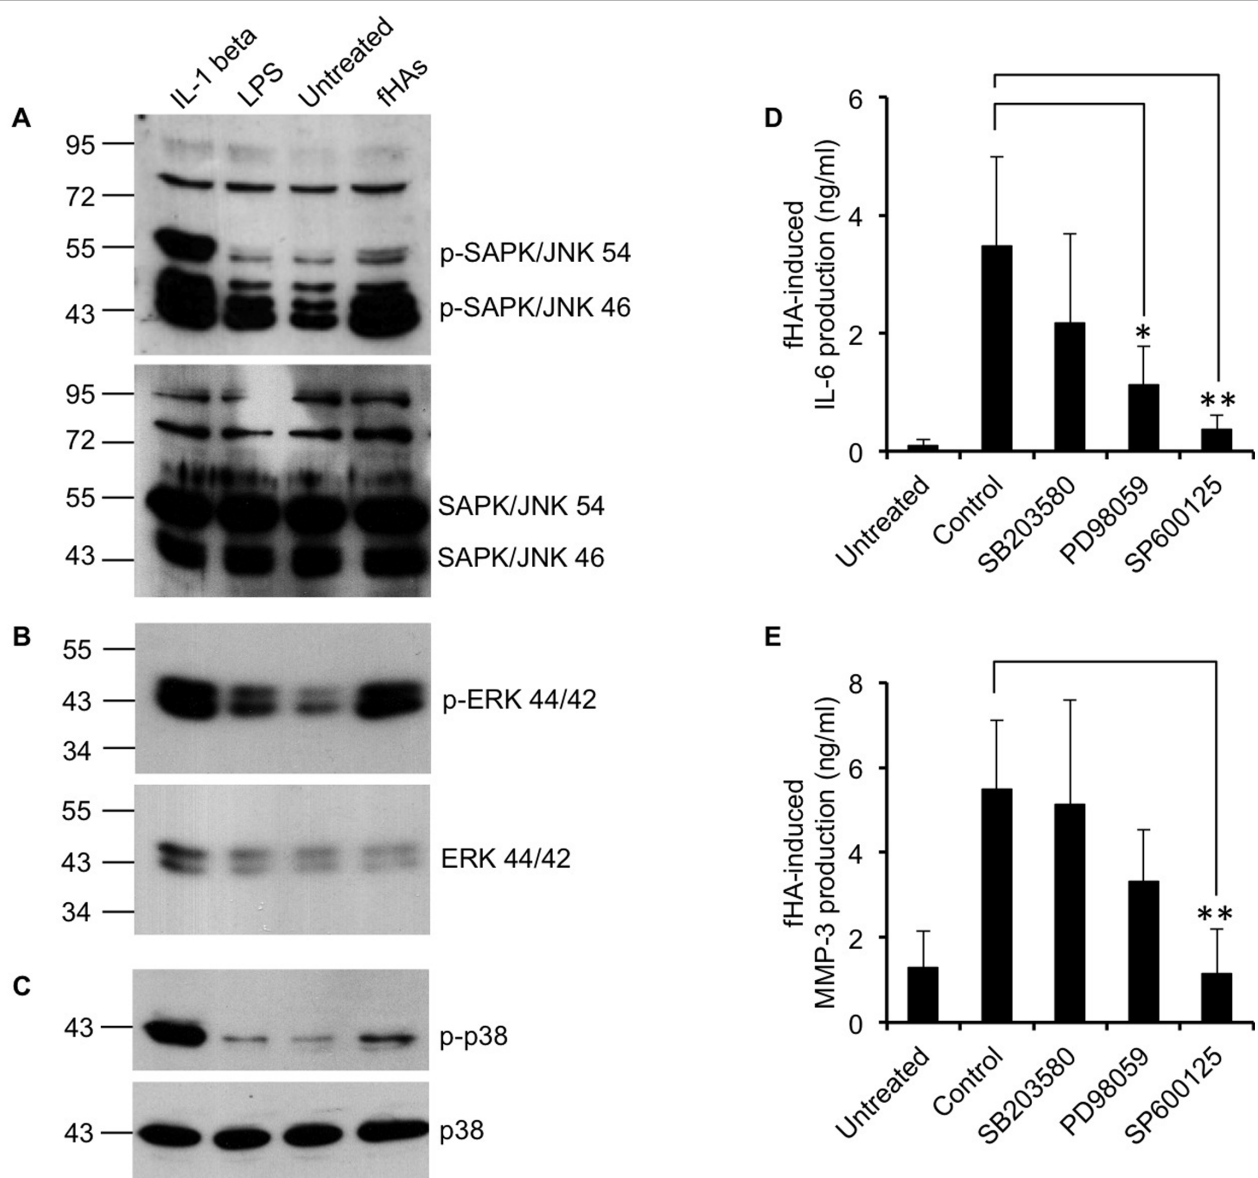 IL-1 beta
LPS
Untreated
fHAs
A
95
72
55
43
p-SAPK/JNK 54
p-SAPK/JNK 46
95
72
55
43
SAPK/JNK 54
SAPK/JNK 46
B
55
43
34
p-ERK 44/42
55
43
34
ERK 44/42
C
43
p-p38
43
p38
D
fHA-induced
IL-6 production (ng/ml)
6
4
2
0
*
**
Untreated
Control
SB203580
PD98059
SP600125
E
fHA-induced
MMP-3 production (ng/ml)
8
6
4
2
0
**
Untreated
Control
SB203580
PD98059
SP600125